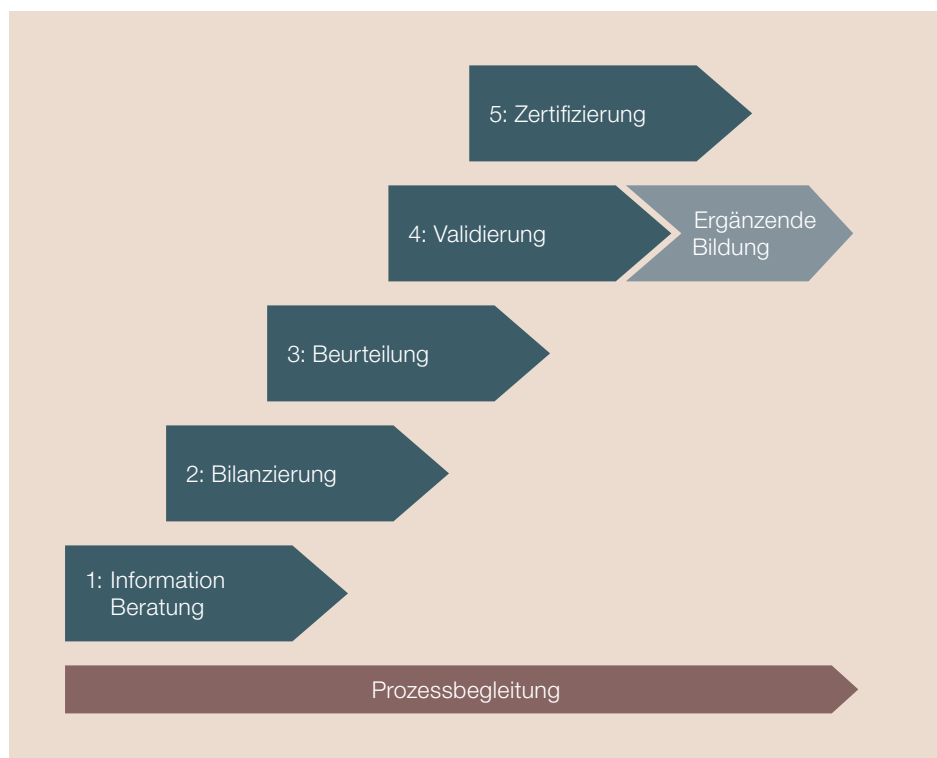 5: Zertifizierung
4: Validierung
Ergänzende
Bildung
3: Beurteilung
2: Bilanzierung
1: Information
Beratung
Prozessbegleitung